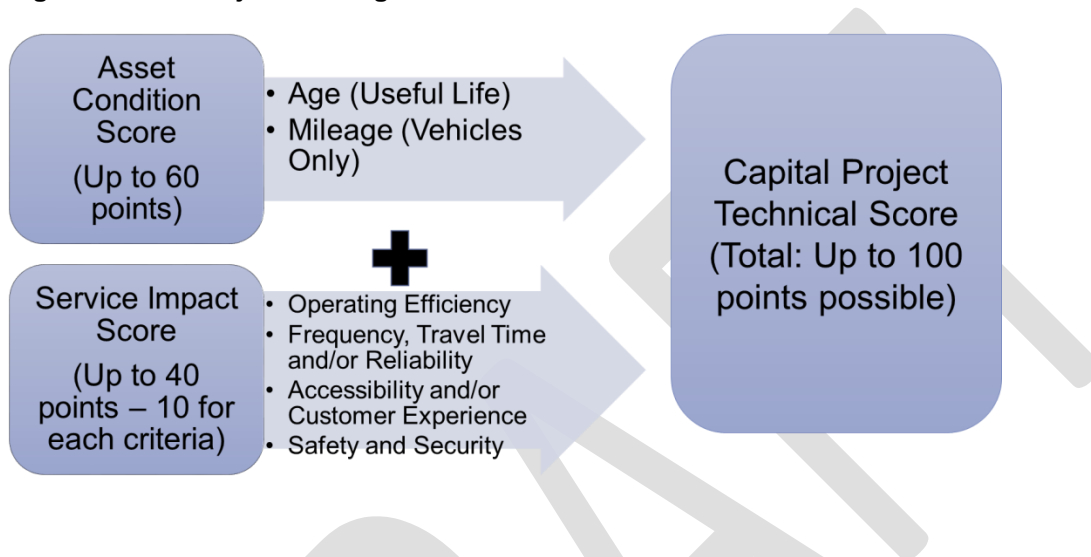 Asset
Condition
Score
(Up to 60
points)
• Age (Useful Life)
• Mileage (Vehicles
Only)
Service Impact
Score
(Up to 40
points – 10 for
each criteria)
• Operating Efficiency
• Frequency, Travel Time
and/or Reliability
• Accessibility and/or
Customer Experience
• Safety and Security
Capital Project
Technical Score
(Total: Up to 100
points possible)